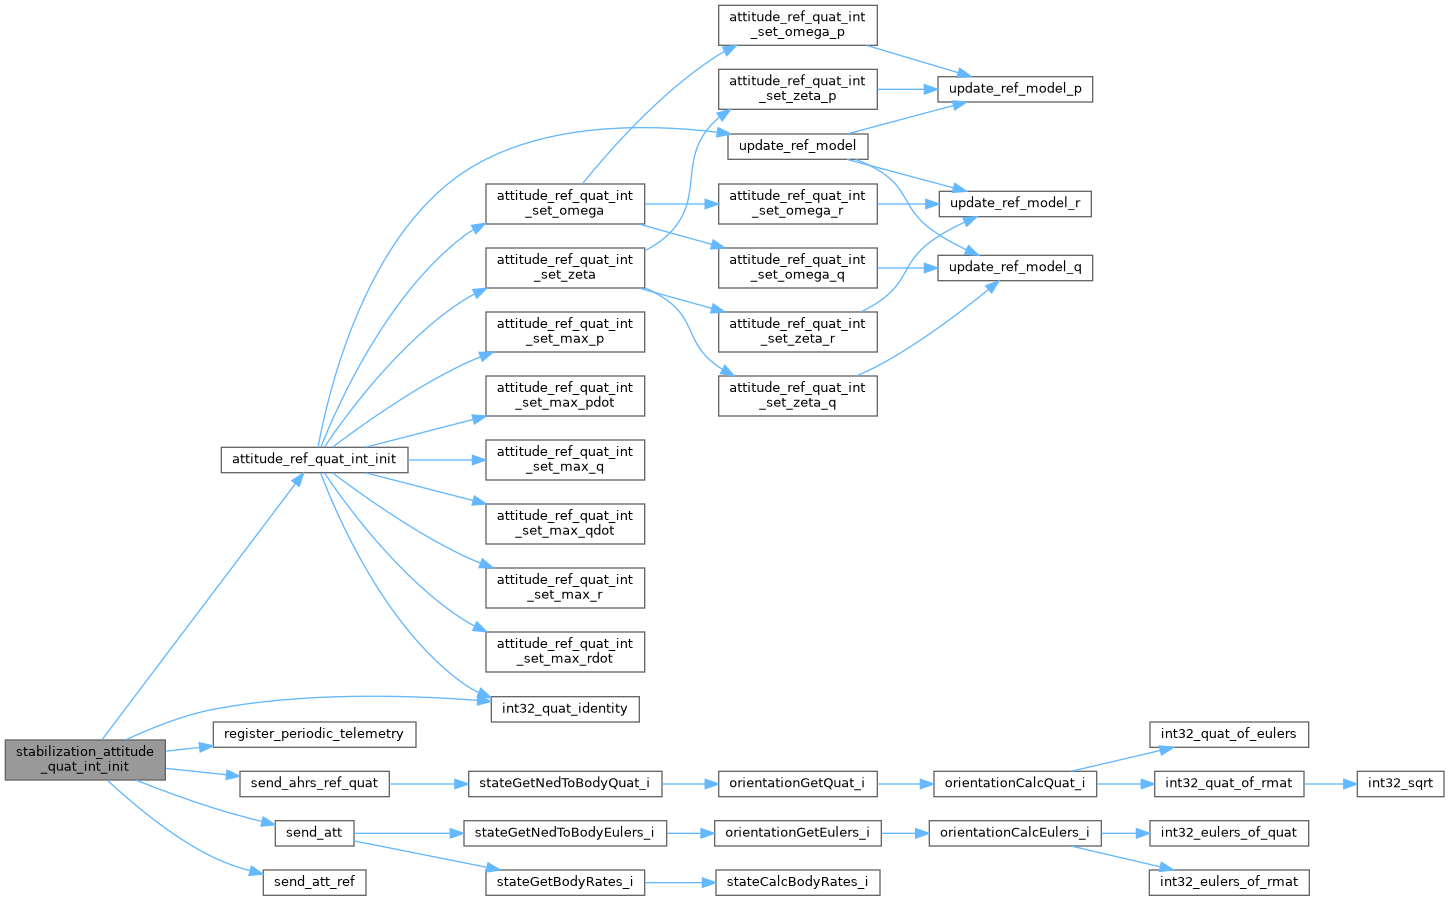 attitude_ref_quat_int
_set_omega_p
attitude_ref_quat_int
_set_zeta_p
update_ref_model_p
update_ref_model
attitude_ref_quat_int
_set_omega
attitude_ref_quat_int
_set_omega_r
update_ref_model_r
attitude_ref_quat_int
_set_zeta
attitude_ref_quat_int
_set_omega_q
update_ref_model_q
attitude_ref_quat_int
_set_max_p
attitude_ref_quat_int
_set_zeta_r
attitude_ref_quat_int
_set_max_pdot
attitude_ref_quat_int
_set_zeta_q
attitude_ref_quat_int_init
attitude_ref_quat_int
_set_max_q
attitude_ref_quat_int
_set_max_qdot
attitude_ref_quat_int
_set_max_r
attitude_ref_quat_int
_set_max_rdot
int32_quat_identity
register_periodic_telemetry
int32_quat_of_eulers
stabilization_attitude
_quat_int_init
send_ahrs_ref_quat
stateGetNedToBodyQuat_i
orientationGetQuat_i
orientationCalcQuat_i
int32_quat_of_rmat
int32_sqrt
send_att
stateGetNedToBodyEulers_i
orientationGetEulers_i
orientationCalcEulers_i
int32_eulers_of_quat
send_att_ref
stateGetBodyRates_i
stateCalcBodyRates_i
int32_eulers_of_rmat